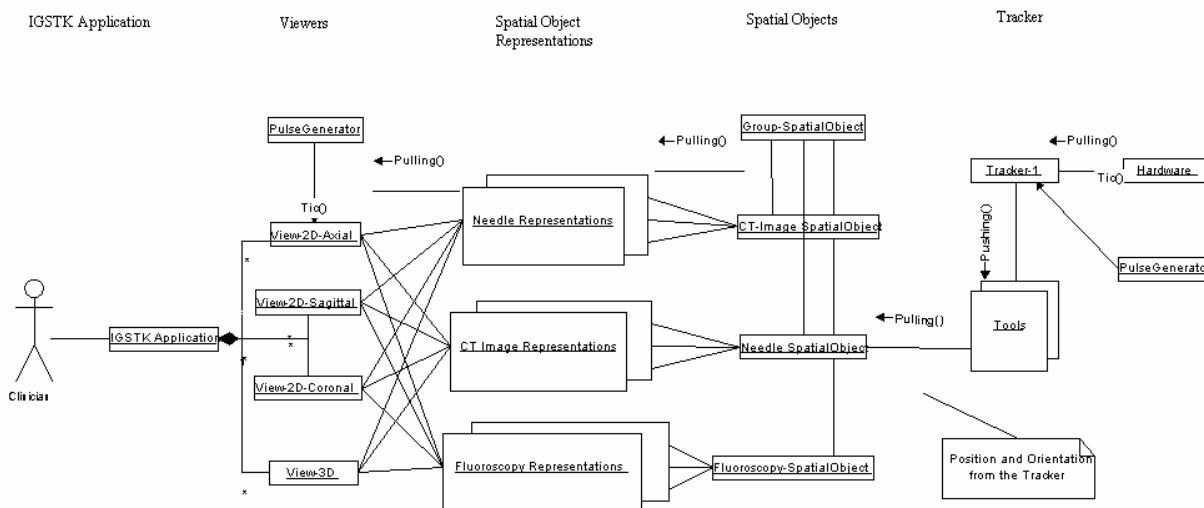 IGSTK Application
Viewers
Spatial Object
Representations
Spatial Objects
Tracker
PulseGenerator
Group-SpatialObject
Pulling()
Pulling()
Pulling()
Tracker-1
Hardware
Tic()
Needle Representations
Tic()
View-2D-Axial
CT-Image SpatialObject
Pushing()
PulseGenerato
*
View-2D-Sagittal
Pulling()
Tools
Clinician
IGSTK Application
*
*
CT Image Representations
Needle SpatialObject
*
View-2D-Coronal
View-3D
Fluoroscopy Representations
Fluoroscopy-SpatialObject
Position and Orientation
from the Tracker
*